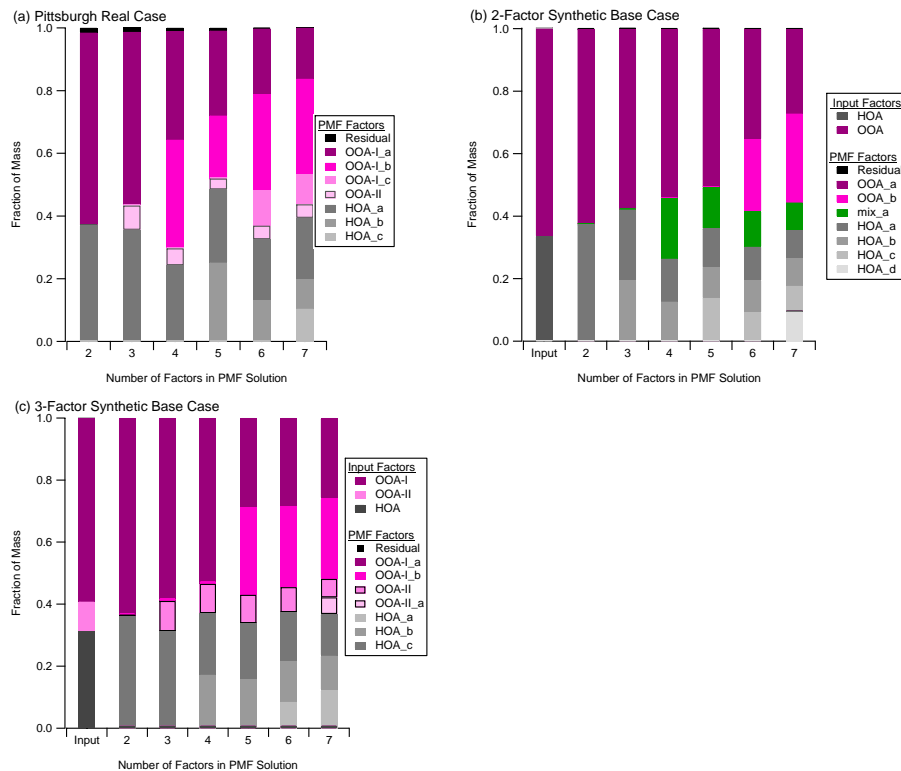 (a) Pittsburgh Real Case
1.0
0.8
0.6
0.4
0.2
0.0
Fraction of Mass
2 3 4 5 6 7
Number of Factors in PMF Solution
PMF Factors
Residual
OOA-I_a
OOA-I_b
OOA-I_c
OOA-II
HOA_a
HOA_b
HOA_c
(b) 2-Factor Synthetic Base Case
1.0
0.8
0.6
0.4
0.2
0.0
Fraction of Mass
Input 2 3 4 5 6 7
Number of Factors in PMF Solution
Input Factors
HOA
OOA
PMF Factors
Residual
OOA_a
OOA_b
mix_a
HOA_a
HOA_b
HOA_c
HOA_d
(c) 3-Factor Synthetic Base Case
1.0
0.8
0.6
0.4
0.2
0.0
Fraction of Mass
Input 2 3 4 5 6 7
Number of Factors in PMF Solution
Input Factors
OOA-I
OOA-II
HOA
PMF Factors
Residual
OOA-I_a
OOA-I_b
OOA-II
OOA-II_a
HOA_a
HOA_b
HOA_c